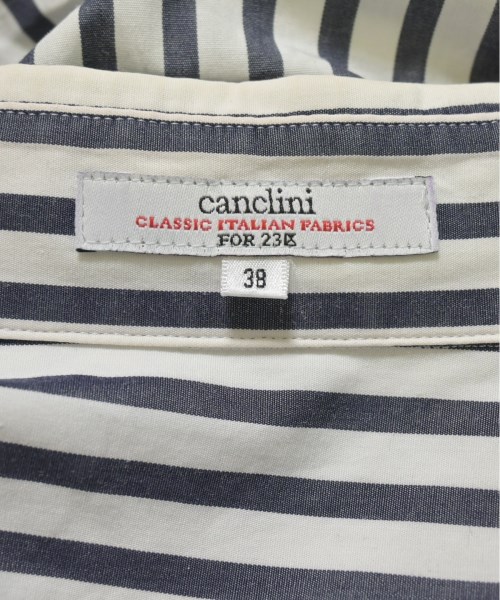 canclini
CLASSIC ITALIAN FABRICS
FOR 23区
38